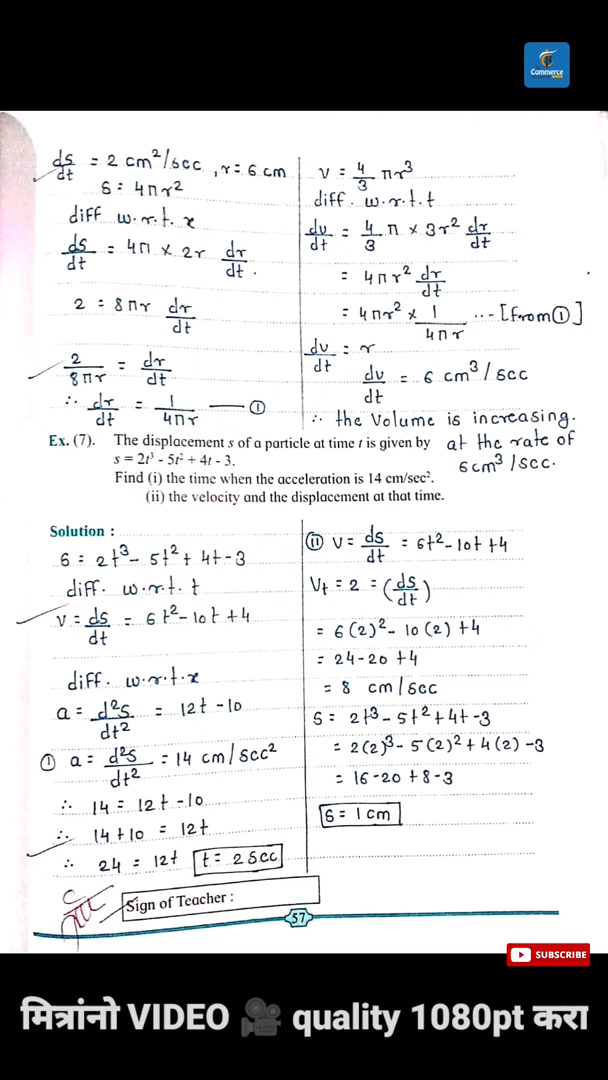 Commerce
ds/dt = 2 cm²/sec , r = 6 cm
S = 4πr²
diff w.r.t. x
ds/dt = 4π × 2r dr/dt .
2 = 8πr dr/dt
2/8πr = dr/dt
∴ dr/dt = 1/4πr —— ①
V = 4/3 πr³
diff. w.r.t. t
dv/dt = 4/3 π × 3r² dr/dt
= 4πr² dr/dt
= 4πr² × 1/4πr ... [from ①]
dv/dt = r
dv/dt = 6 cm³/sec
∴ the Volume is increasing.
at the rate of
6cm³/sec.
Ex. (7). The displacement s of a particle at time t is given by
s = 2t³ - 5t² + 4t - 3.
Find (i) the time when the acceleration is 14 cm/sec².
(ii) the velocity and the displacement at that time.
Solution :
S = 2t³ - 5t² + 4t - 3
diff. w.r.t. t
v = ds/dt = 6t² - 10t + 4
diff. w.r.t. x
a = d²s/dt² = 12t - 10
① a = d²s/dt² = 14 cm/sec²
∴ 14 = 12t - 10
∴ 14 + 10 = 12t
∴ 24 = 12t t = 2 sec
ⓘⓘ V = ds/dt = 6t² - 10t + 4
Vt = 2 = (ds/dt)
= 6(2)² - 10(2) + 4
= 24 - 20 + 4
= 8 cm/sec
S = 2t³ - 5t² + 4t - 3
= 2(2)³ - 5(2)² + 4(2) - 3
= 16 - 20 + 8 - 3
S = 1 cm
Sign of Teacher :
57
SUBSCRIBE
मित्रांनो VIDEO 🎥 quality 1080pt करा